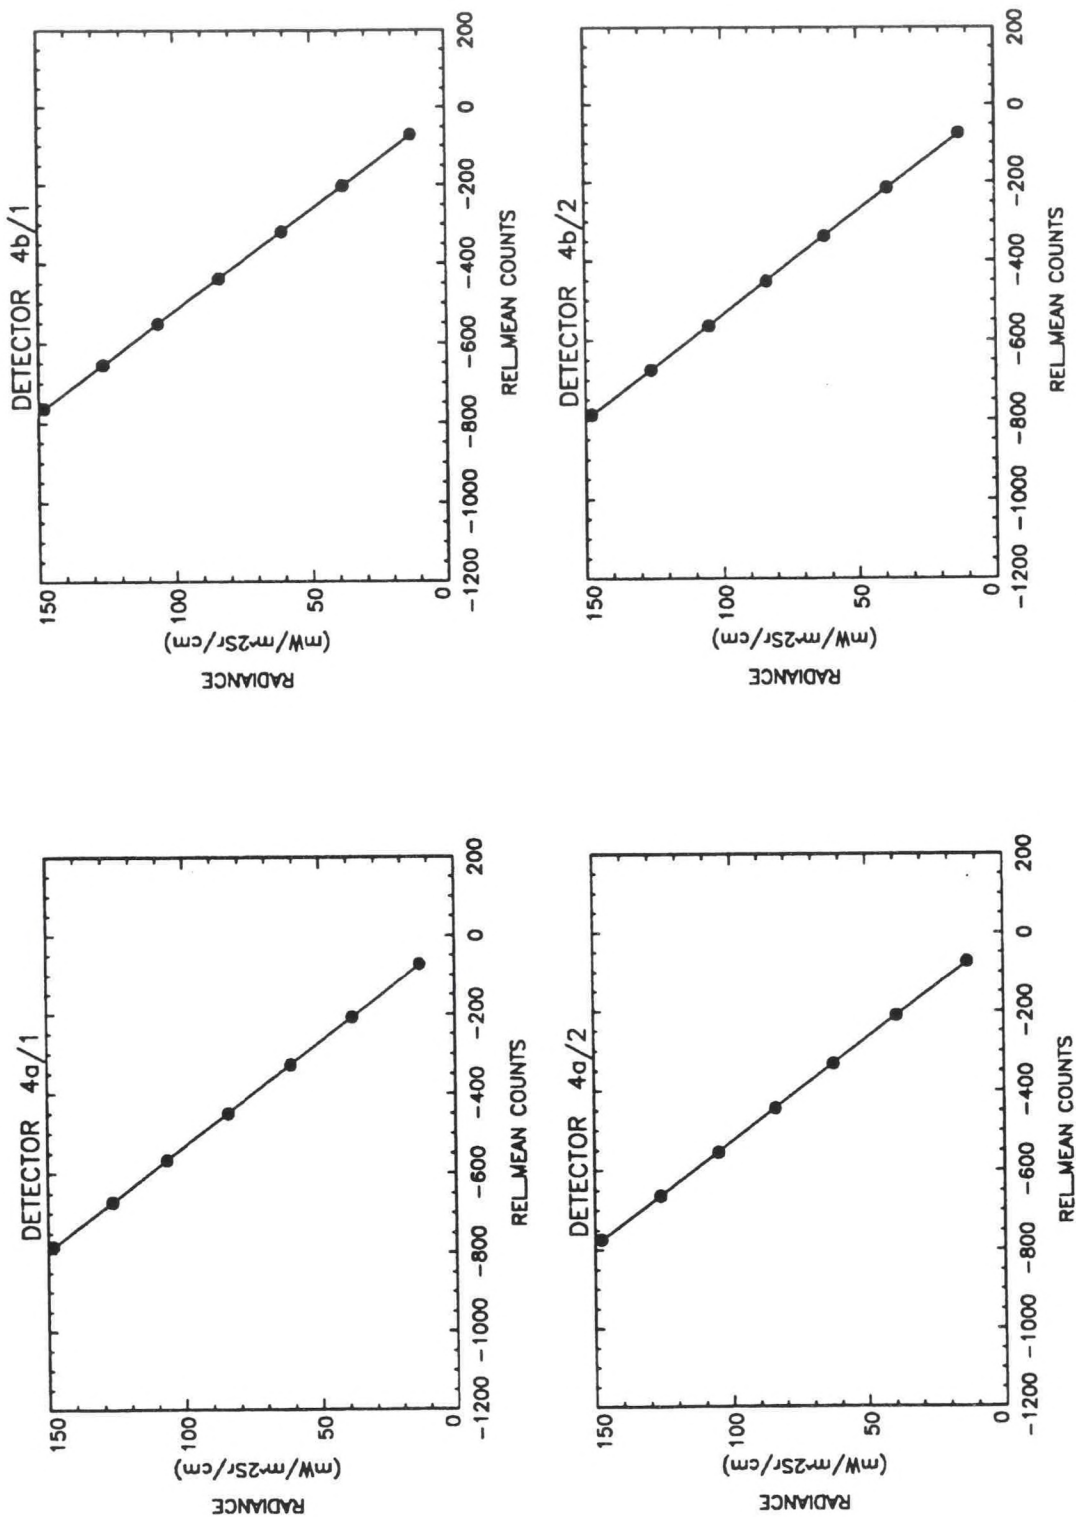 DETECTOR 4a/1
150
100
50
0
RADIANCE
(mW/m^2Sr/cm)
-1200 -1000 -800 -600 -400 -200 0 200
REL_MEAN COUNTS
DETECTOR 4b/1
150
100
50
0
RADIANCE
(mW/m^2Sr/cm)
-1200 -1000 -800 -600 -400 -200 0 200
REL_MEAN COUNTS
DETECTOR 4a/2
150
100
50
0
RADIANCE
(mW/m^2Sr/cm)
-1200 -1000 -800 -600 -400 -200 0 200
REL_MEAN COUNTS
DETECTOR 4b/2
150
100
50
0
RADIANCE
(mW/m^2Sr/cm)
-1200 -1000 -800 -600 -400 -200 0 200
REL_MEAN COUNTS